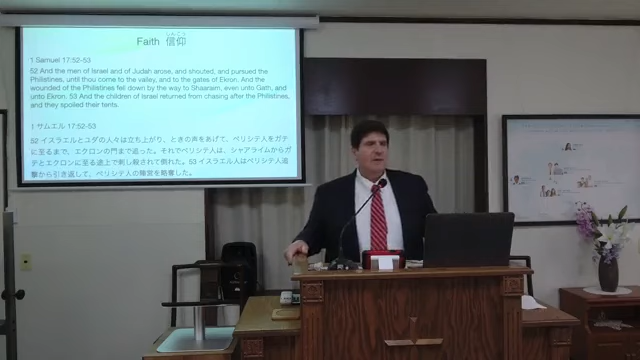 Faith 信仰
しんこう
1 Samuel 17:52-53
52 And the men of Israel and of Judah arose, and shouted, and pursued the
Philistines, until thou come to the valley, and to the gates of Ekron. And the
wounded of the Philistines fell down by the way to Shaaraim, even unto Gath, and
unto Ekron. 53 And the children of Israel returned from chasing after the Philistines,
and they spoiled their tents.
I サムエル 17:52-53
52 イスラエルとユダの人々は立ち上がり、ときの声をあげて、ペリシテ人をガテ
に至るまで、エクロンの門まで追った。それでペリシテ人は、シャアライムからガ
テとエクロンに至る途上で刺し殺されて倒れた。53 イスラエル人はペリシテ人追
撃から引き返して、ペリシテ人の陣営を略奪した。